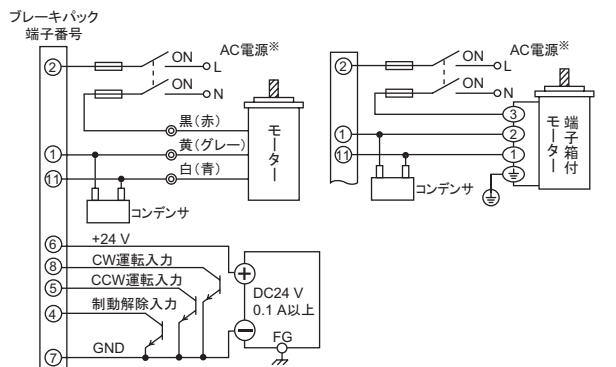 ブレーキパック
端子番号
② ON AC電源※
L
ON
N
黒（赤）
① 黄（グレー）
⑪ 白（青）
モーター
コンデンサ
② ON AC電源※
L
ON
N
③
① ②
⑪ ①
端子箱付
モーター
コンデンサ
⑥ +24 V
⑧ CW運転入力
⑤ CCW運転入力
④ 制動解除入力
⑦ GND
+
DC24 V
0.1 A以上
−
FG